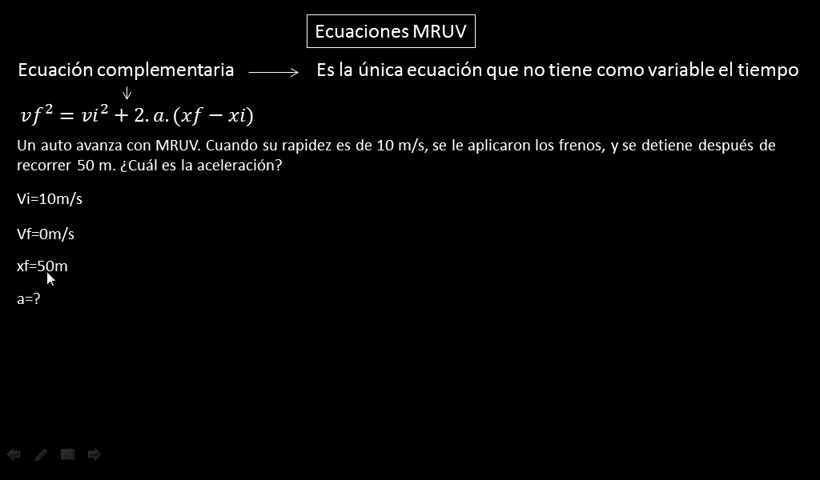 Ecuaciones MRUV
Ecuación complementaria → Es la única ecuación que no tiene como variable el tiempo
↓
vf² = vi² + 2. a. (xf − xi)
Un auto avanza con MRUV. Cuando su rapidez es de 10 m/s, se le aplicaron los frenos, y se detiene después de
recorrer 50 m. ¿Cuál es la aceleración?
Vi=10m/s
Vf=0m/s
xf=50m
a=?